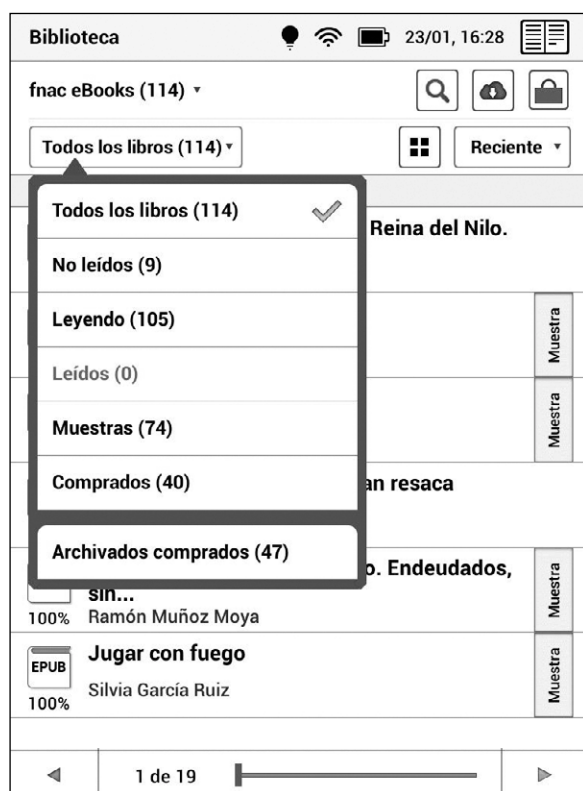 Biblioteca 23/01, 16:28
fnac eBooks (114)
Todos los libros (114) Reciente
Todos los libros (114)
Reina del Nilo.
No leídos (9)
Leyendo (105)
Muestra
Leídos (0)
Muestra
Muestras (74)
Comprados (40)
an resaca
Archivados comprados (47)
o. Endeudados,
sin...
Muestra
100% Ramón Muñoz Moya
EPUB Jugar con fuego
Silvia García Ruiz
Muestra
100%
1 de 19